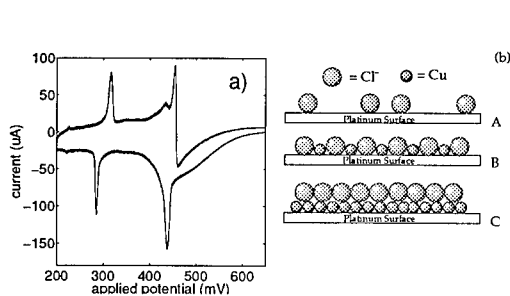 100
50
0
−50
−100
−150
200
300
400
500
600
current (uA)
applied potential (mV)
a)
(b)
= Cl⁻
= Cu
Platinum Surface
A
Platinum Surface
B
Platinum Surface
C